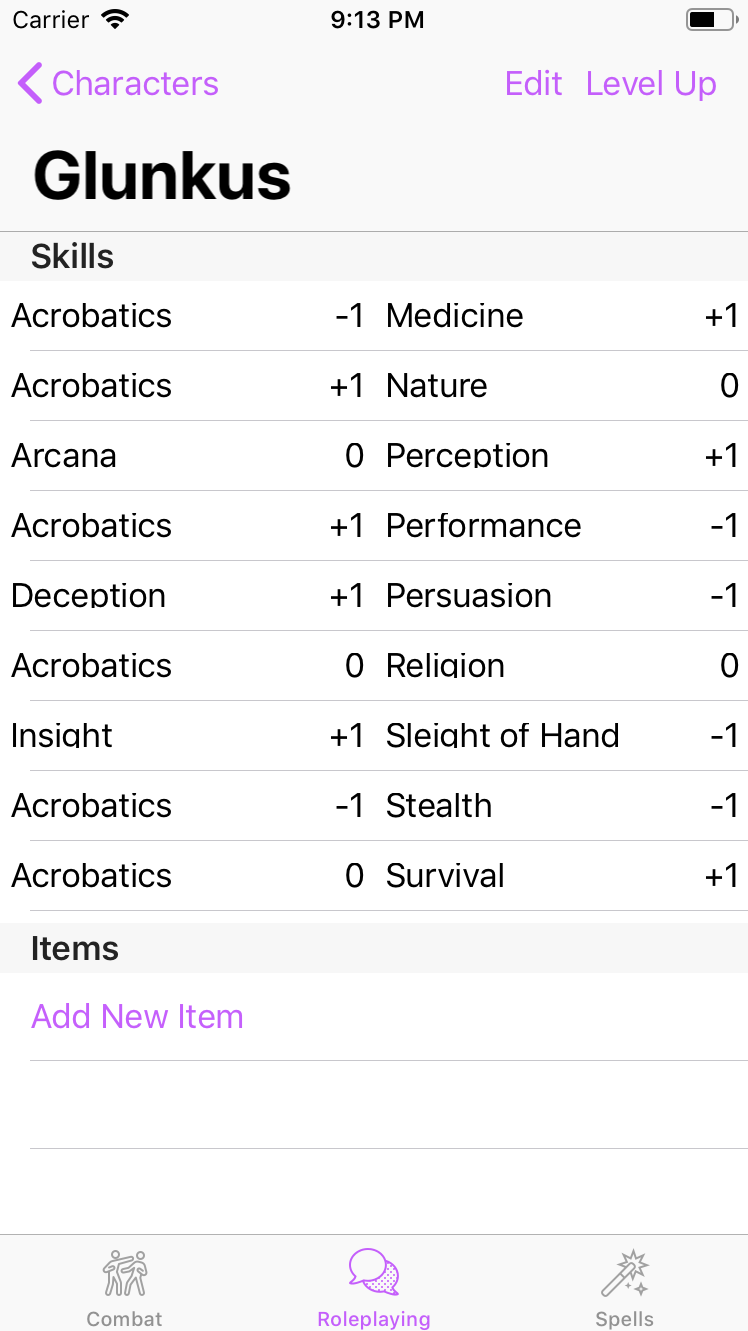 Carrier 9:13 PM
Characters Edit Level Up
Glunkus
Skills
Acrobatics -1 Medicine +1
Acrobatics +1 Nature 0
Arcana 0 Perception +1
Acrobatics +1 Performance -1
Deception +1 Persuasion -1
Acrobatics 0 Religion 0
Insight +1 Sleight of Hand -1
Acrobatics -1 Stealth -1
Acrobatics 0 Survival +1
Items
Add New Item
Combat Roleplaying Spells